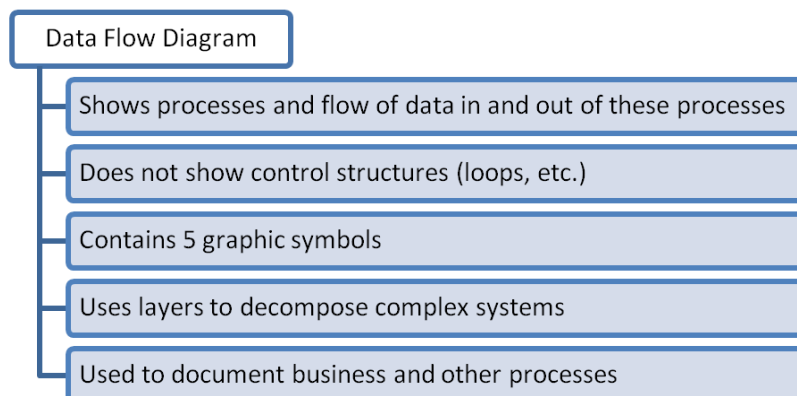 Data Flow Diagram
Shows processes and flow of data in and out of these processes
Does not show control structures (loops, etc.)
Contains 5 graphic symbols
Uses layers to decompose complex systems
Used to document business and other processes